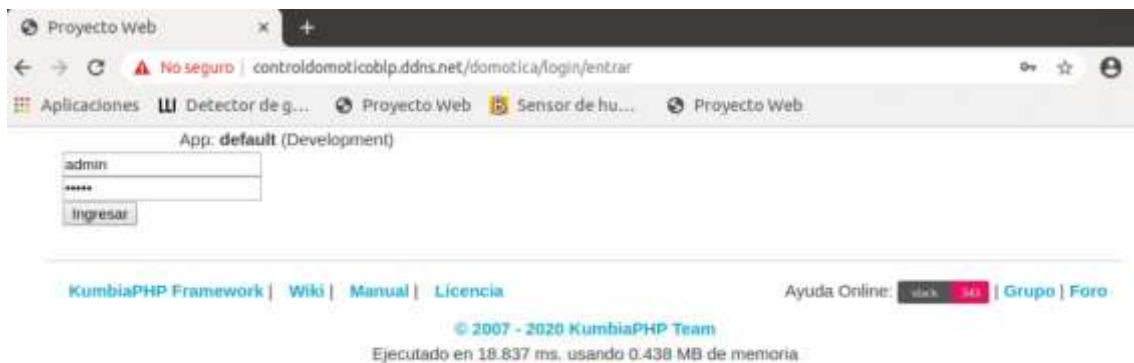 Proyecto Web
No seguro | controldomoticoblp.ddns.net/domotica/login/entrar
Aplicaciones Detector de g... Proyecto Web Sensor de hu... Proyecto Web
App: default (Development)
admin
•••••
Ingresar
KumbiaPHP Framework | Wiki | Manual | Licencia Ayuda Online: slack | Grupo | Foro
© 2007 - 2020 KumbiaPHP Team
Ejecutado en 18.837 ms. usando 0.438 MB de memoria